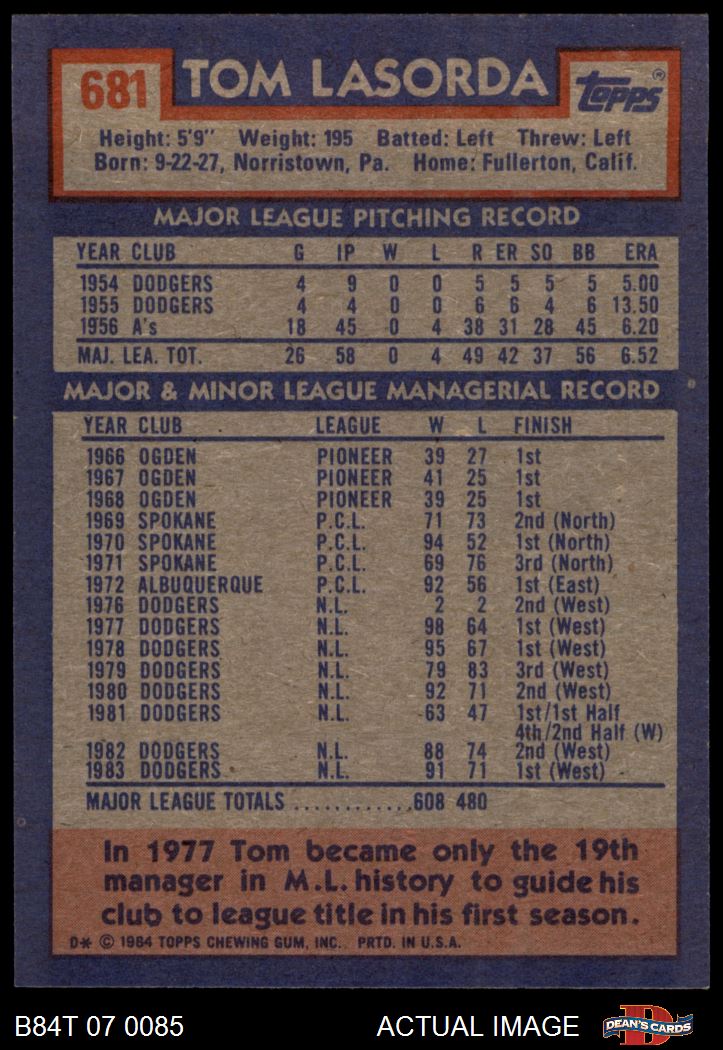 681 TOM LASORDA Topps®
Height: 5'9" Weight: 195 Batted: Left Threw: Left
Born: 9-22-27, Norristown, Pa. Home: Fullerton, Calif.
MAJOR LEAGUE PITCHING RECORD
YEAR CLUB G IP W L R ER SO BB ERA
1954 DODGERS 4 9 0 0 5 5 5 5 5.00
1955 DODGERS 4 4 0 0 6 6 4 6 13.50
1956 A's 18 45 0 4 38 31 28 45 6.20
MAJ. LEA. TOT. 26 58 0 4 49 42 37 56 6.52
MAJOR & MINOR LEAGUE MANAGERIAL RECORD
YEAR CLUB LEAGUE W L FINISH
1966 OGDEN PIONEER 39 27 1st
1967 OGDEN PIONEER 41 25 1st
1968 OGDEN PIONEER 39 25 1st
1969 SPOKANE P.C.L. 71 73 2nd (North)
1970 SPOKANE P.C.L. 94 52 1st (North)
1971 SPOKANE P.C.L. 69 76 3rd (North)
1972 ALBUQUERQUE P.C.L. 92 56 1st (East)
1976 DODGERS N.L. 2 2 2nd (West)
1977 DODGERS N.L. 98 64 1st (West)
1978 DODGERS N.L. 95 67 1st (West)
1979 DODGERS N.L. 79 83 3rd (West)
1980 DODGERS N.L. 92 71 2nd (West)
1981 DODGERS N.L. 63 47 1st/1st Half
4th/2nd Half (W)
1982 DODGERS N.L. 88 74 2nd (West)
1983 DODGERS N.L. 91 71 1st (West)
MAJOR LEAGUE TOTALS ............608 480
In 1977 Tom became only the 19th
manager in M.L. history to guide his
club to league title in his first season.
D* © 1984 TOPPS CHEWING GUM, INC. PRTD. IN U.S.A.
B84T 07 0085 ACTUAL IMAGE DEAN'S CARDS